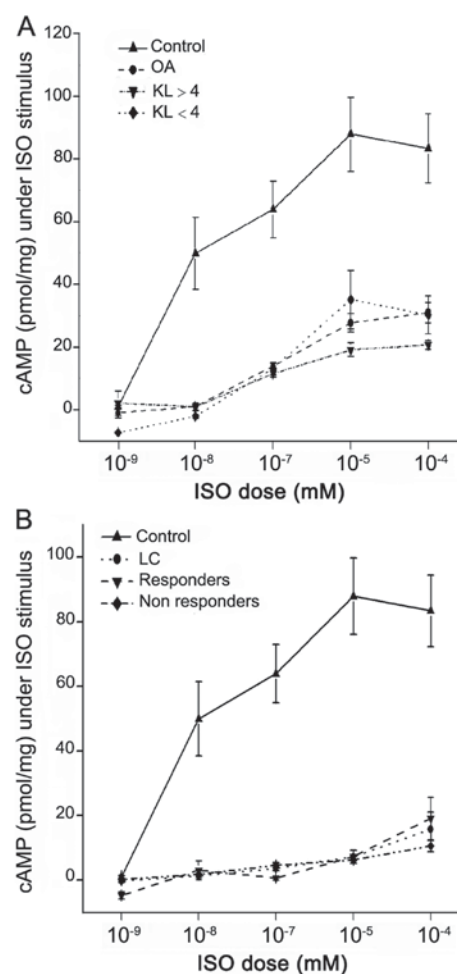 A
120
100
80
60
40
20
0
cAMP (pmol/mg) under ISO stimulus
Control
OA
KL > 4
KL < 4
10-9 10-8 10-7 10-5 10-4
ISO dose (mM)
B
100
80
60
40
20
0
cAMP (pmol/mg) under ISO stimulus
Control
LC
Responders
Non responders
10-9 10-8 10-7 10-5 10-4
ISO dose (mM)